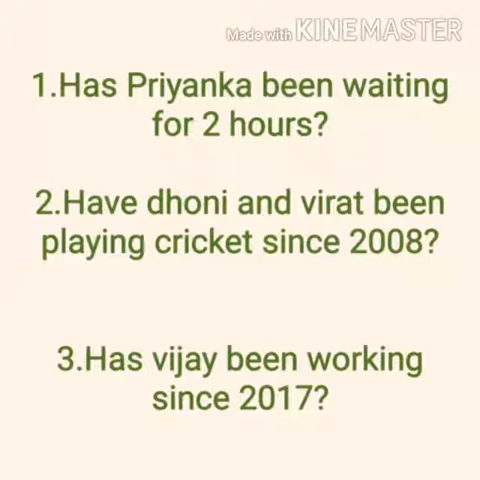 Made with KINEMASTER
1.Has Priyanka been waiting
for 2 hours?
2.Have dhoni and virat been
playing cricket since 2008?
3.Has vijay been working
since 2017?